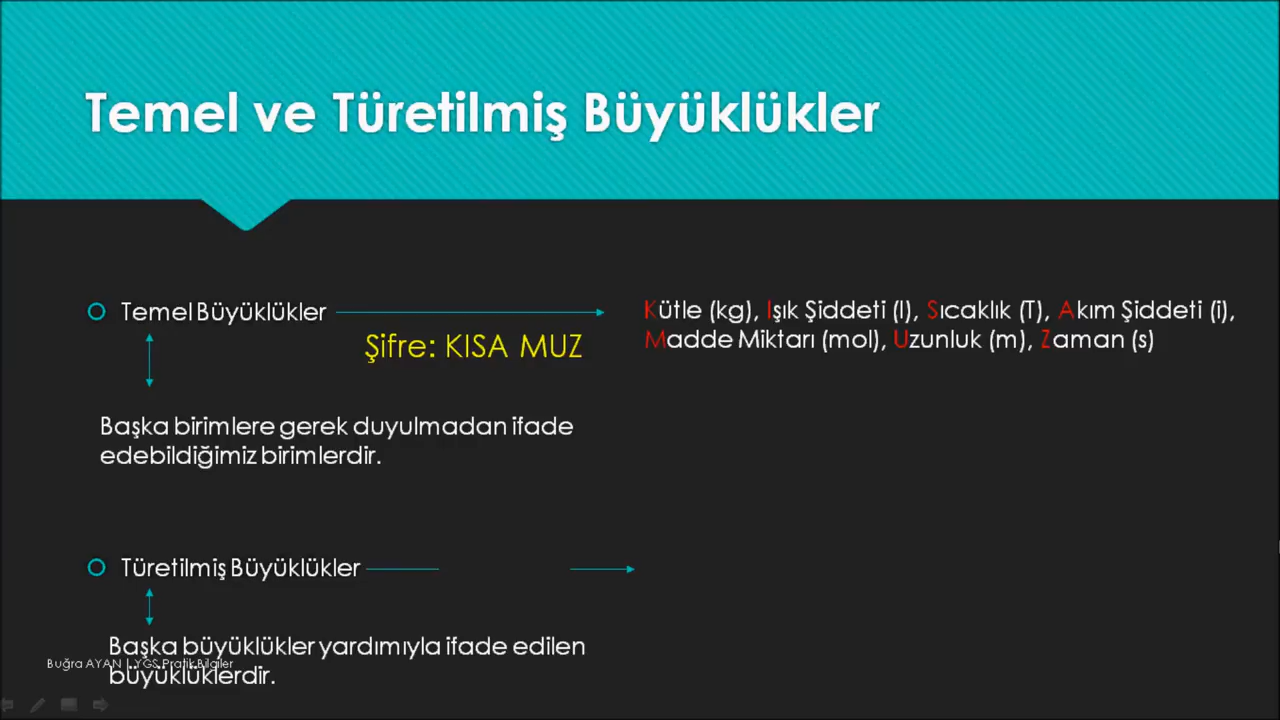 Temel ve Türetilmiş Büyüklükler
Temel Büyüklükler
Şifre: KISA MUZ
Kütle (kg), Işık Şiddeti (I), Sıcaklık (T), Akım Şiddeti (i),
Madde Miktarı (mol), Uzunluk (m), Zaman (s)
Başka birimlere gerek duyulmadan ifade
edebildiğimiz birimlerdir.
Türetilmiş Büyüklükler
Başka büyüklükler yardımıyla ifade edilen
büyüklüklerdir.
Buğra AYAN | YGS Pratik Bilgiler